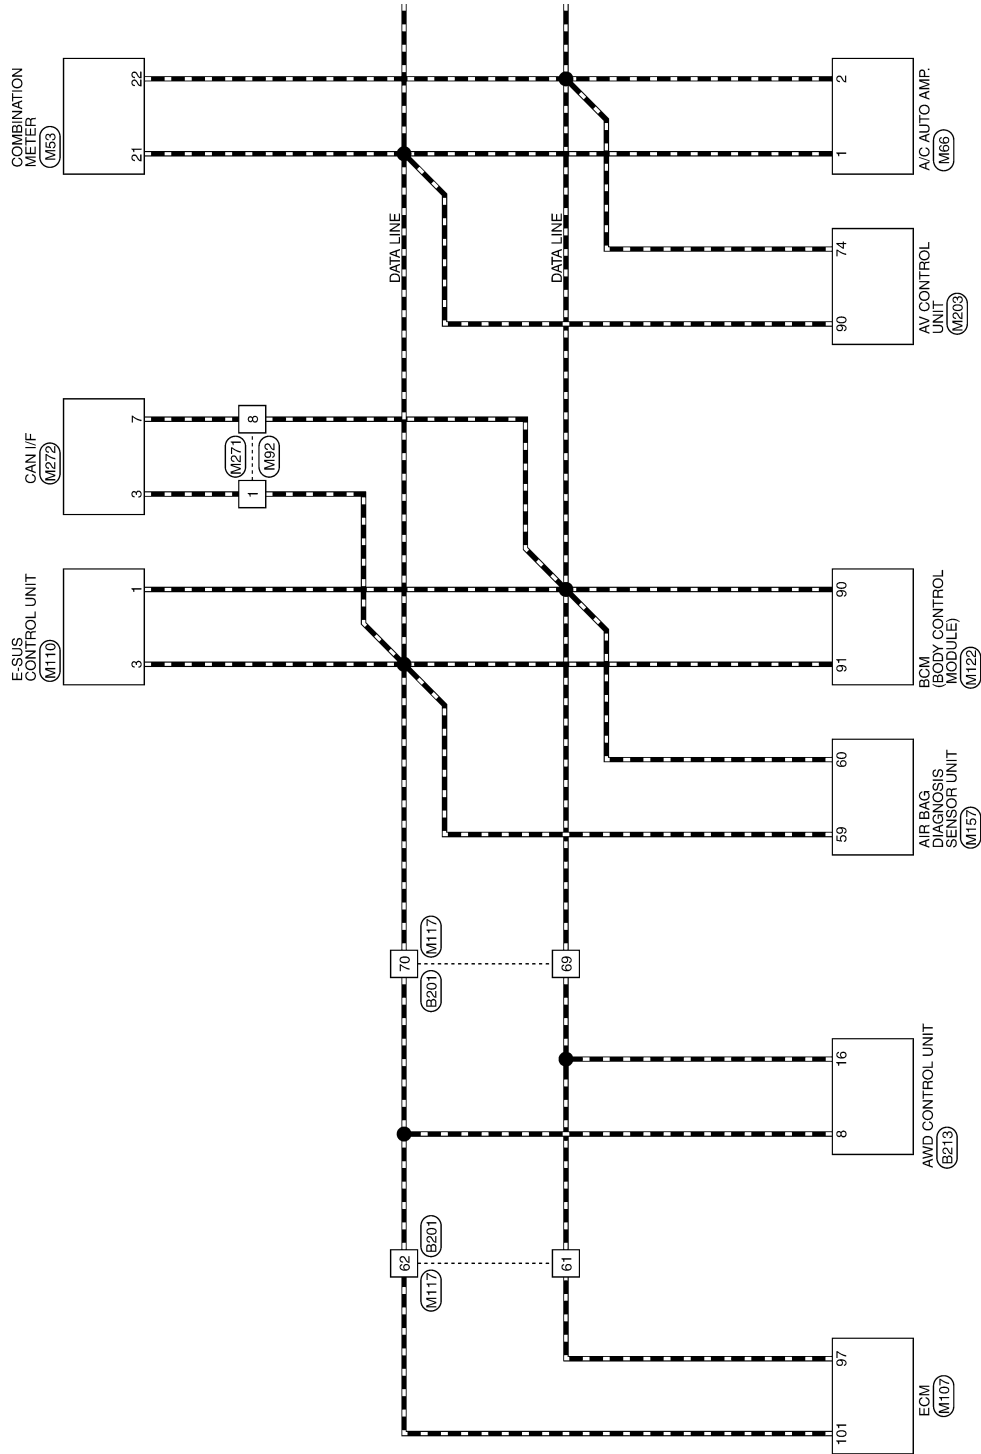 COMBINATION
METER
M53
22
21
CAN I/F
M272
7
3
8
1
M271
M92
E-SUS
CONTROL UNIT
M110
1
3
DATA LINE
DATA LINE
2
1
A/C AUTO AMP.
M66
74
90
AV CONTROL
UNIT
M203
90
91
BCM
(BODY CONTROL
MODULE)
M122
60
59
AIR BAG
DIAGNOSIS
SENSOR UNIT
M157
70
M117
B201
69
16
8
AWD CONTROL UNIT
B213
62
B201
M117
61
97
101
ECM
M107